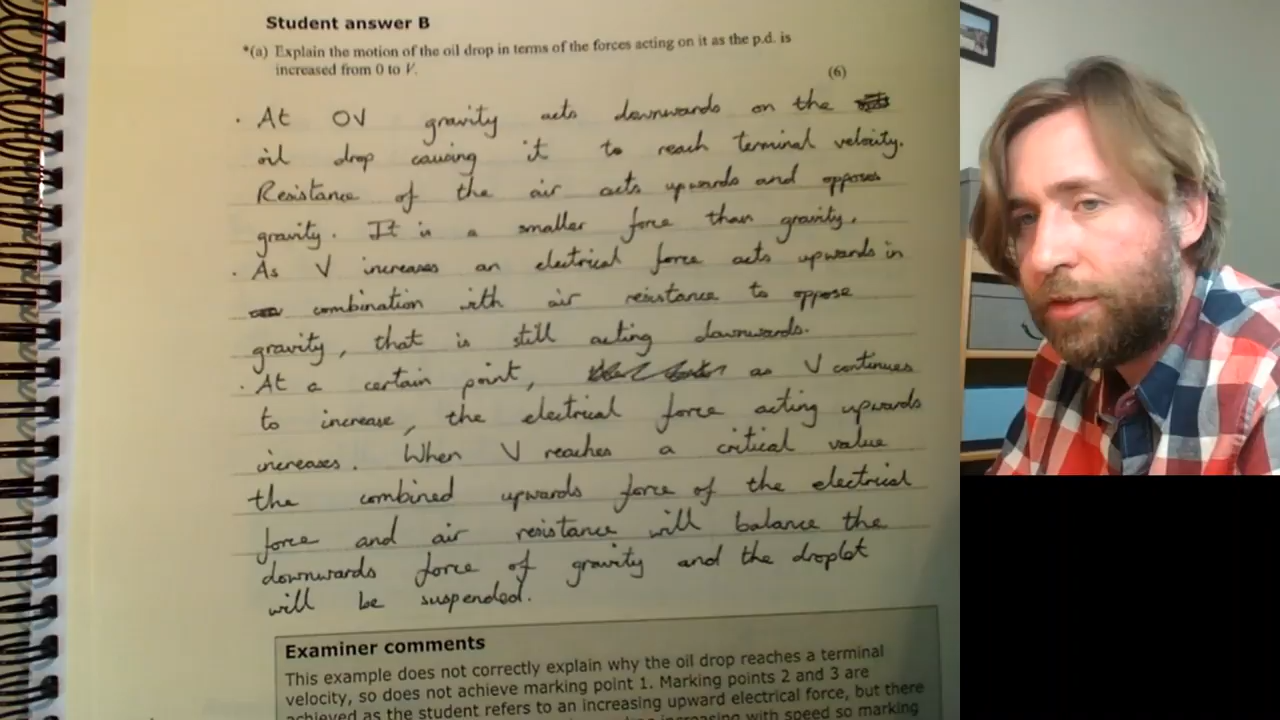 Student answer B
*(a) Explain the motion of the oil drop in terms of the forces acting on it as the p.d. is
increased from 0 to V.
(6)
· At 0V gravity acts downwards on the
oil drop causing it to reach terminal velocity.
Resistance of the air acts upwards and opposes
gravity. It is a smaller force than gravity.
· As V increases an electrical force acts upwards in
combination with air resistance to oppose
gravity, that is still acting downwards.
· At a certain point, as V continues
to increase, the electrical force acting upwards
increases. When V reaches a critical value
the combined upwards force of the electrical
force and air resistance will balance the
downwards force of gravity and the droplet
will be suspended.
Examiner comments
This example does not correctly explain why the oil drop reaches a terminal
velocity, so does not achieve marking point 1. Marking points 2 and 3 are
achieved as the student refers to an increasing upward electrical force, but there
increasing with speed so marking